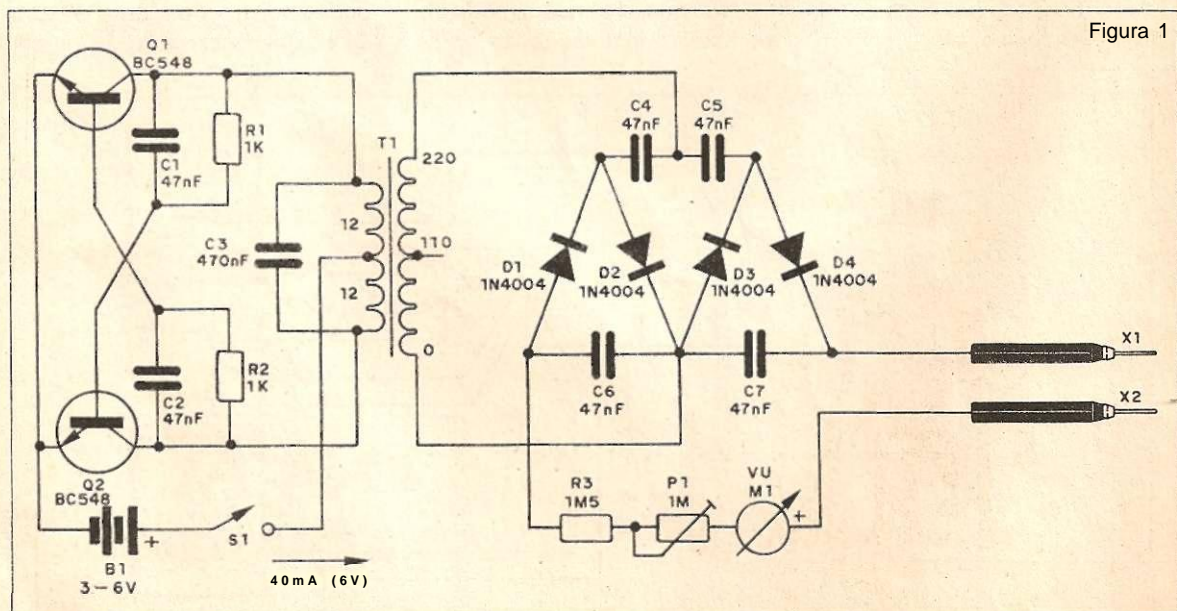 Figura 1
Q1
BC548
C1
47nF
R1
1K
C3
470nF
T1
12
12
220
110
0
C4
47nF
C5
47nF
D1
1N4004
D2
1N4004
D3
1N4004
D4
1N4004
C6
47nF
C7
47nF
X1
X2
C2
47nF
R2
1K
Q2
BC548
B1
3-6V
+
S1
40mA (6V)
R3
1M5
P1
1M
VU
M1
+